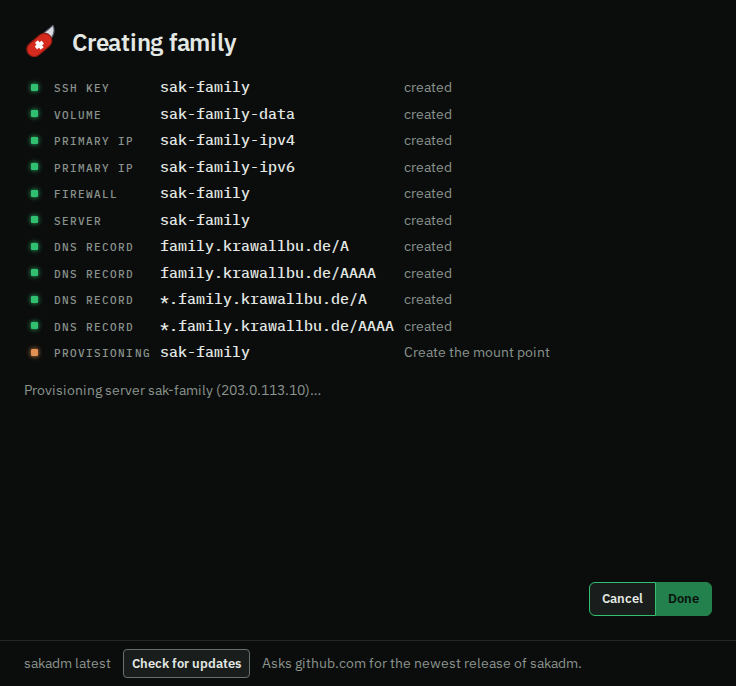 Creating family
SSH KEY sak-family created
VOLUME sak-family-data created
PRIMARY IP sak-family-ipv4 created
PRIMARY IP sak-family-ipv6 created
FIREWALL sak-family created
SERVER sak-family created
DNS RECORD family.krawallbu.de/A created
DNS RECORD family.krawallbu.de/AAAA created
DNS RECORD *.family.krawallbu.de/A created
DNS RECORD *.family.krawallbu.de/AAAA created
PROVISIONING sak-family Create the mount point
Provisioning server sak-family (203.0.113.10)...
Cancel Done
sakadm latest Check for updates Asks github.com for the newest release of sakadm.